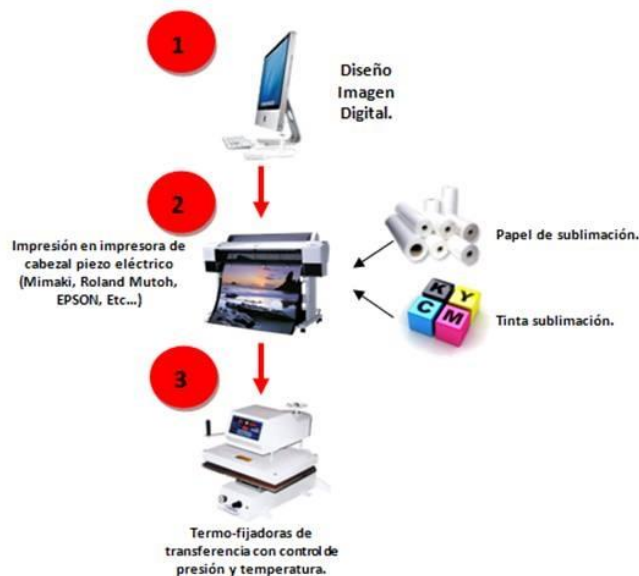 1
Diseño
Imagen
Digital.
2
Impresión en impresora de
cabezal piezo eléctrico
(Mimaki, Roland Mutoh,
EPSON, Etc...)
Papel de sublimación.
K Y
C M
Tinta sublimación.
3
Termo-fijadoras de
transferencia con control de
presión y temperatura.